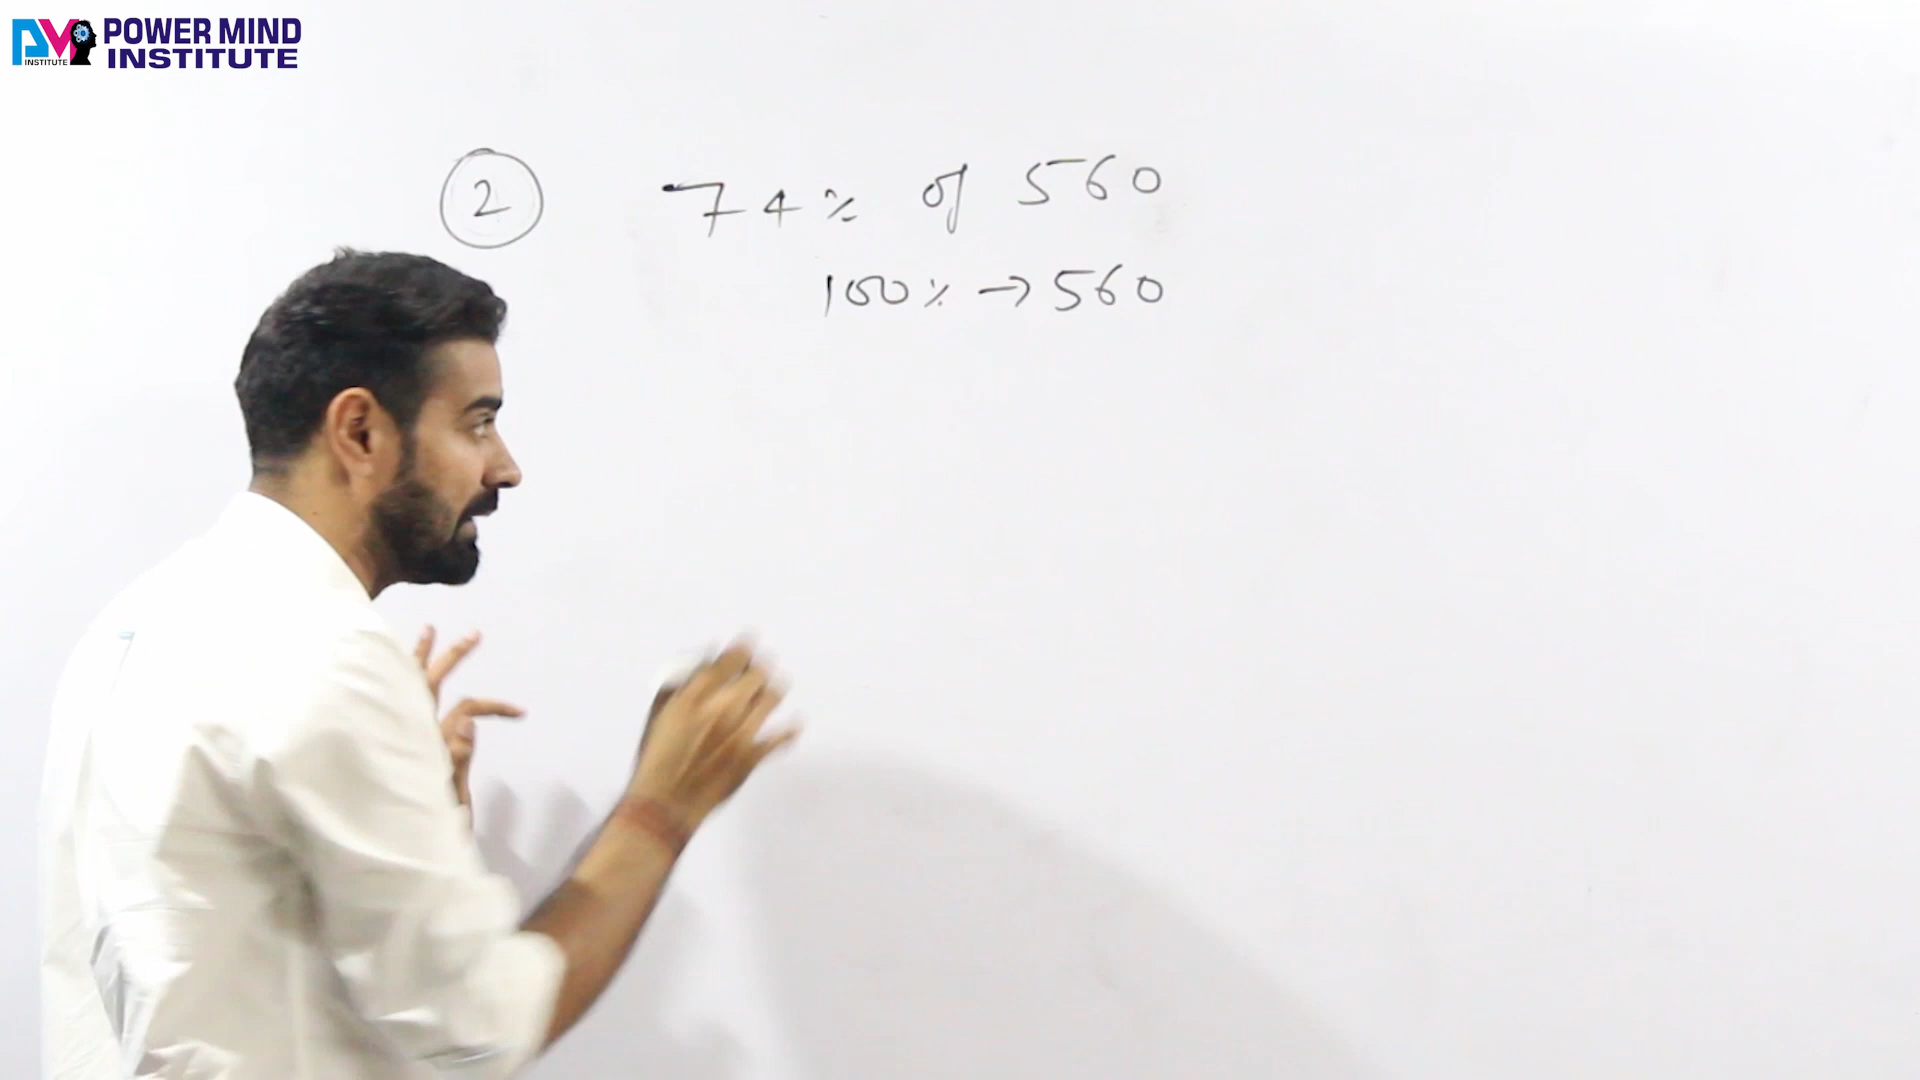 POWER MIND
INSTITUTE
INSTITUTE
2 74% of 560
100% → 560